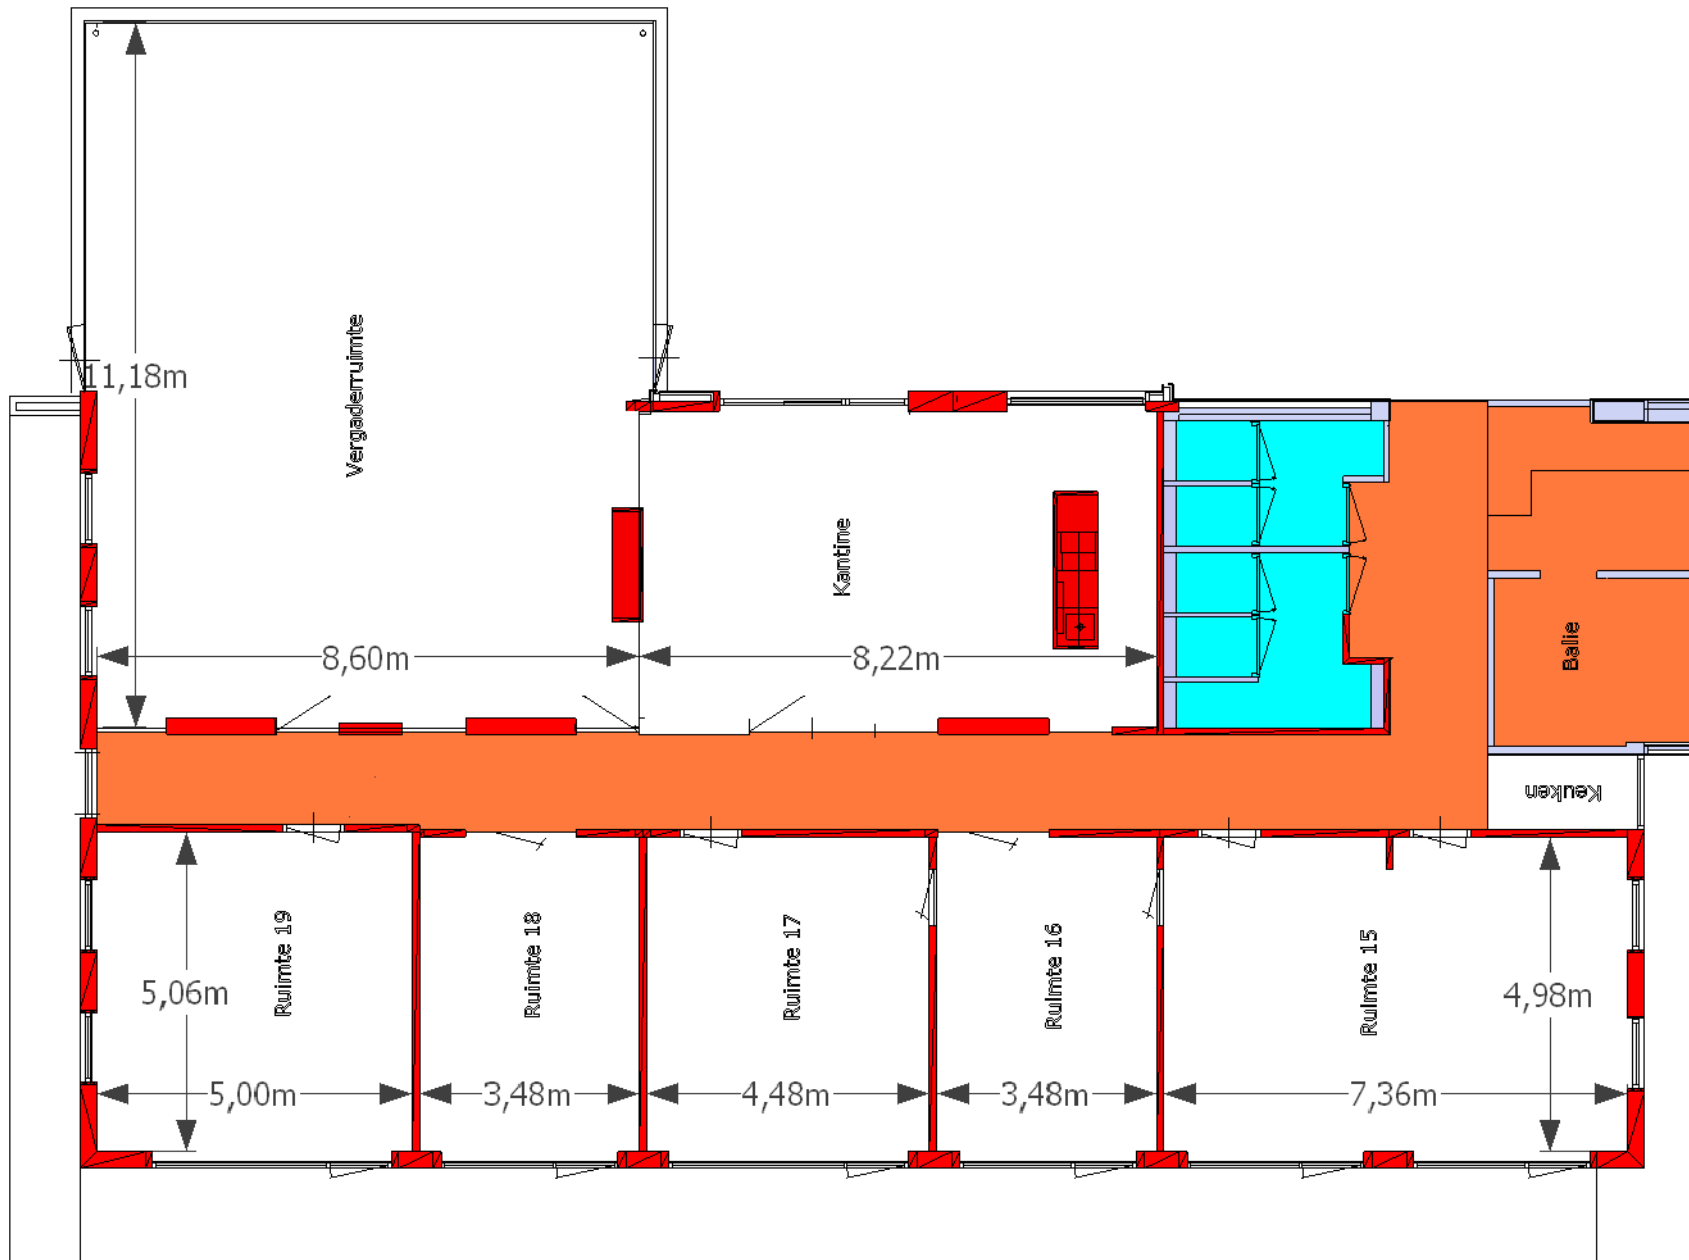 11,18m
Vergaderruimte
Kantine
8,60m
8,22m
Balie
Keuken
Ruimte 19
Ruimte 18
Ruimte 17
Ruimte 16
Ruimte 15
5,06m
4,98m
5,00m
3,48m
4,48m
3,48m
7,36m